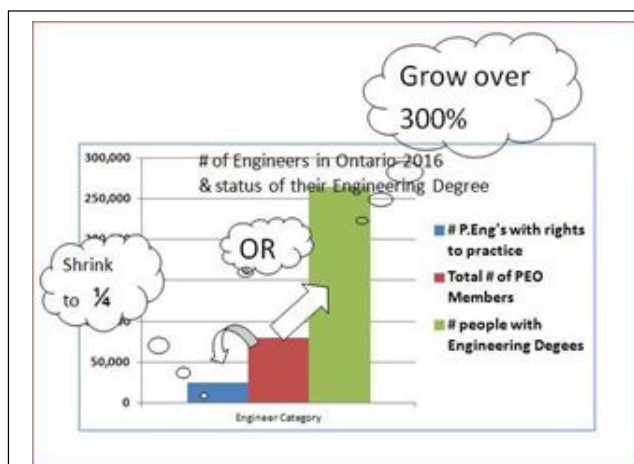 Grow over
300%
# of Engineers in Ontario 2016
& status of their Engineering Degree
300,000
250,000
50,000
0
Shrink
to ¼
OR
# P.Eng's with rights
to practice
Total # of PEO
Members
# people with
Engineering Degees
Engineer Category